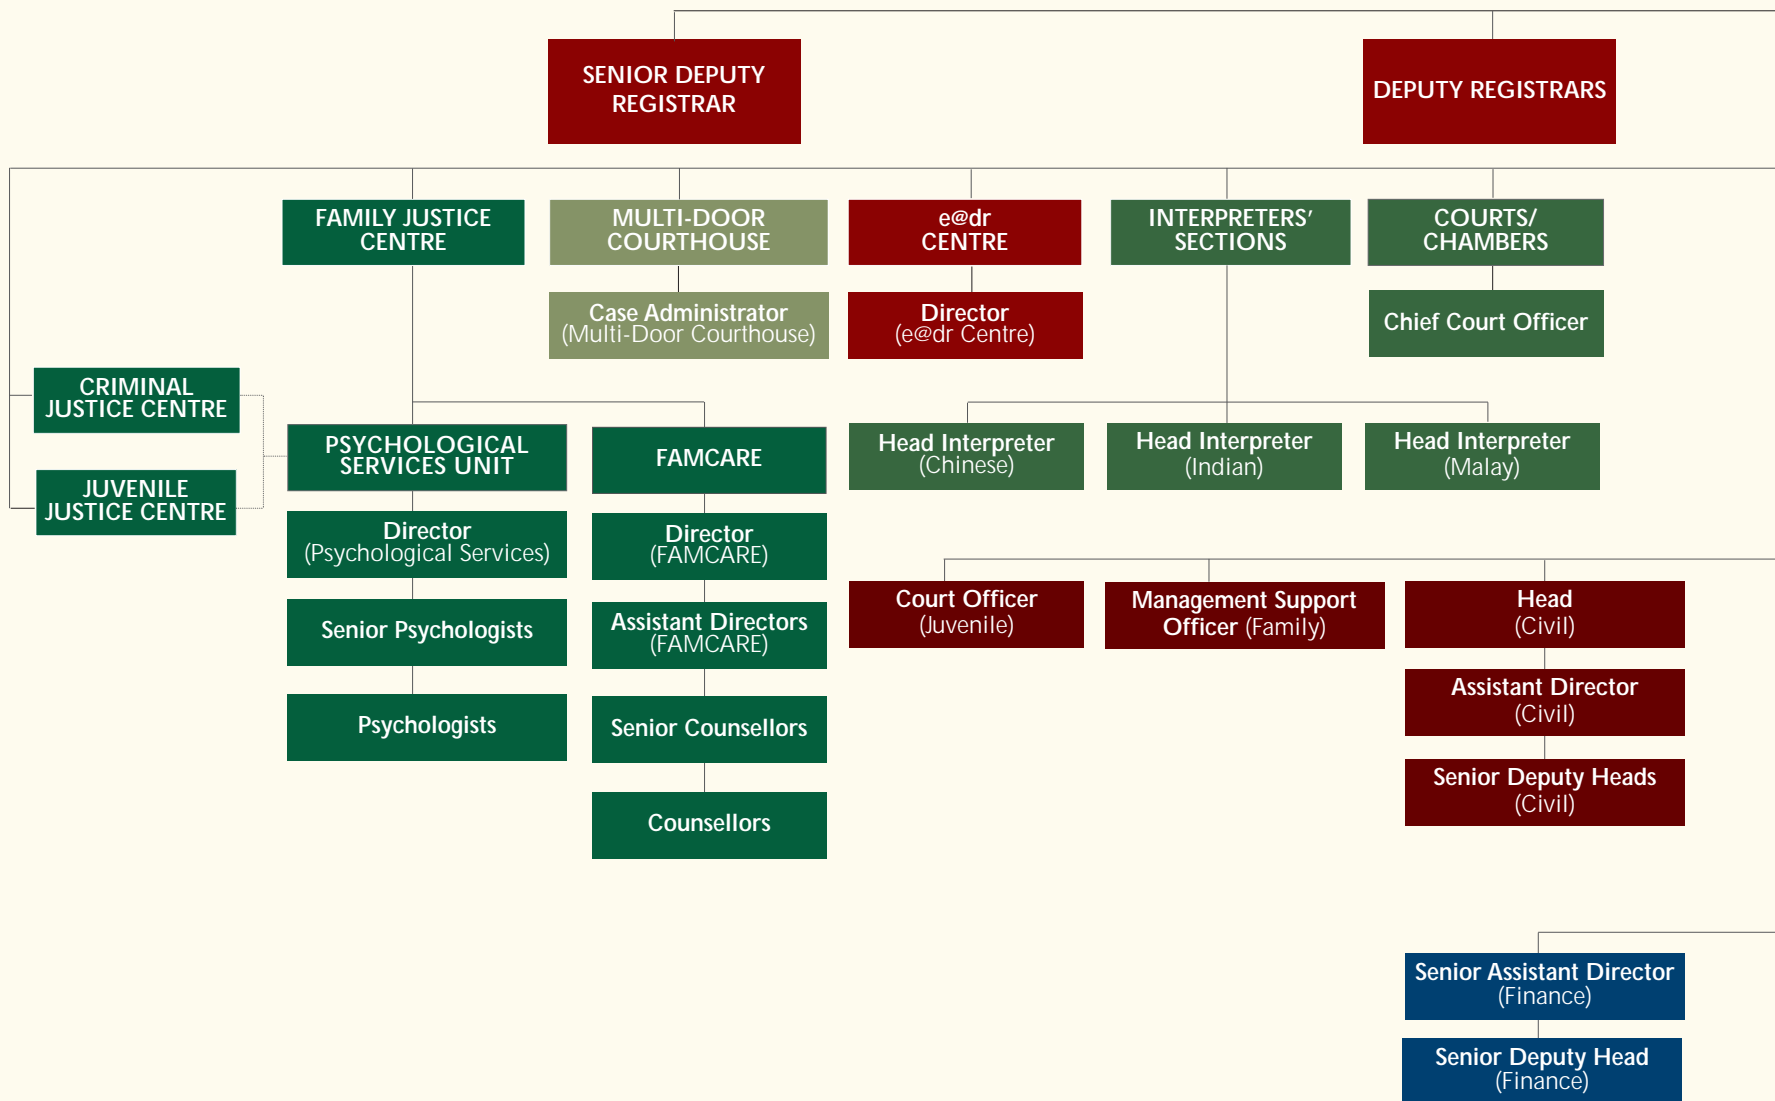 SENIOR DEPUTY
REGISTRAR
DEPUTY REGISTRARS
FAMILY JUSTICE
CENTRE
MULTI-DOOR
COURTHOUSE
e@dr
CENTRE
INTERPRETERS’
SECTIONS
COURTS/
CHAMBERS
Case Administrator
(Multi-Door Courthouse)
Director
(e@dr Centre)
Chief Court Officer
CRIMINAL
JUSTICE CENTRE
JUVENILE
JUSTICE CENTRE
PSYCHOLOGICAL
SERVICES UNIT
FAMCARE
Head Interpreter
(Chinese)
Head Interpreter
(Indian)
Head Interpreter
(Malay)
Director
(Psychological Services)
Director
(FAMCARE)
Senior Psychologists
Assistant Directors
(FAMCARE)
Psychologists
Senior Counsellors
Counsellors
Court Officer
(Juvenile)
Management Support
Officer (Family)
Head
(Civil)
Assistant Director
(Civil)
Senior Deputy Heads
(Civil)
Senior Assistant Director
(Finance)
Senior Deputy Head
(Finance)